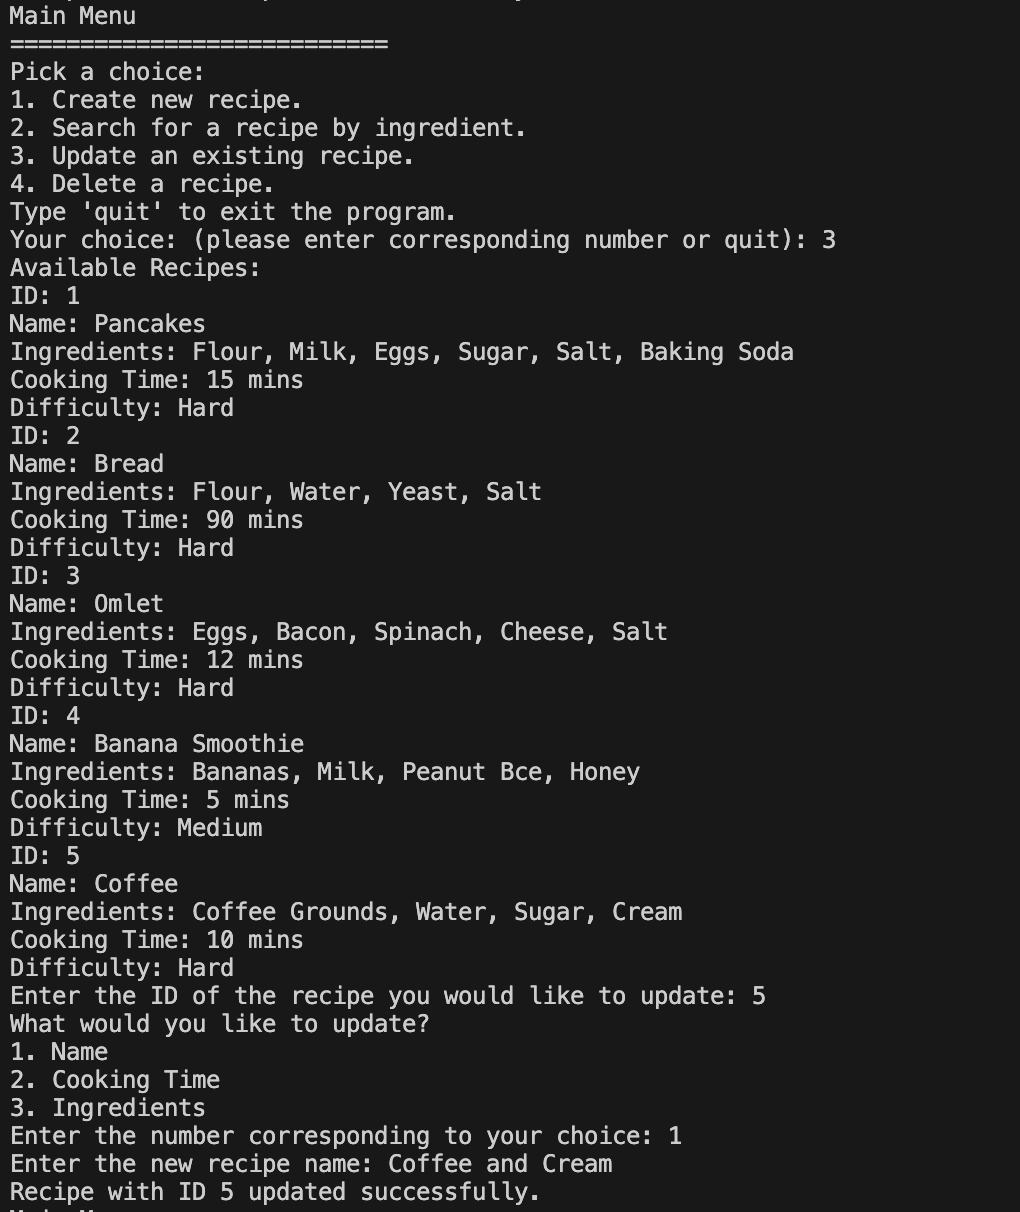 Main Menu
===========================
Pick a choice:
1. Create new recipe.
2. Search for a recipe by ingredient.
3. Update an existing recipe.
4. Delete a recipe.
Type 'quit' to exit the program.
Your choice: (please enter corresponding number or quit): 3
Available Recipes:
ID: 1
Name: Pancakes
Ingredients: Flour, Milk, Eggs, Sugar, Salt, Baking Soda
Cooking Time: 15 mins
Difficulty: Hard
ID: 2
Name: Bread
Ingredients: Flour, Water, Yeast, Salt
Cooking Time: 90 mins
Difficulty: Hard
ID: 3
Name: Omlet
Ingredients: Eggs, Bacon, Spinach, Cheese, Salt
Cooking Time: 12 mins
Difficulty: Hard
ID: 4
Name: Banana Smoothie
Ingredients: Bananas, Milk, Peanut Bce, Honey
Cooking Time: 5 mins
Difficulty: Medium
ID: 5
Name: Coffee
Ingredients: Coffee Grounds, Water, Sugar, Cream
Cooking Time: 10 mins
Difficulty: Hard
Enter the ID of the recipe you would like to update: 5
What would you like to update?
1. Name
2. Cooking Time
3. Ingredients
Enter the number corresponding to your choice: 1
Enter the new recipe name: Coffee and Cream
Recipe with ID 5 updated successfully.